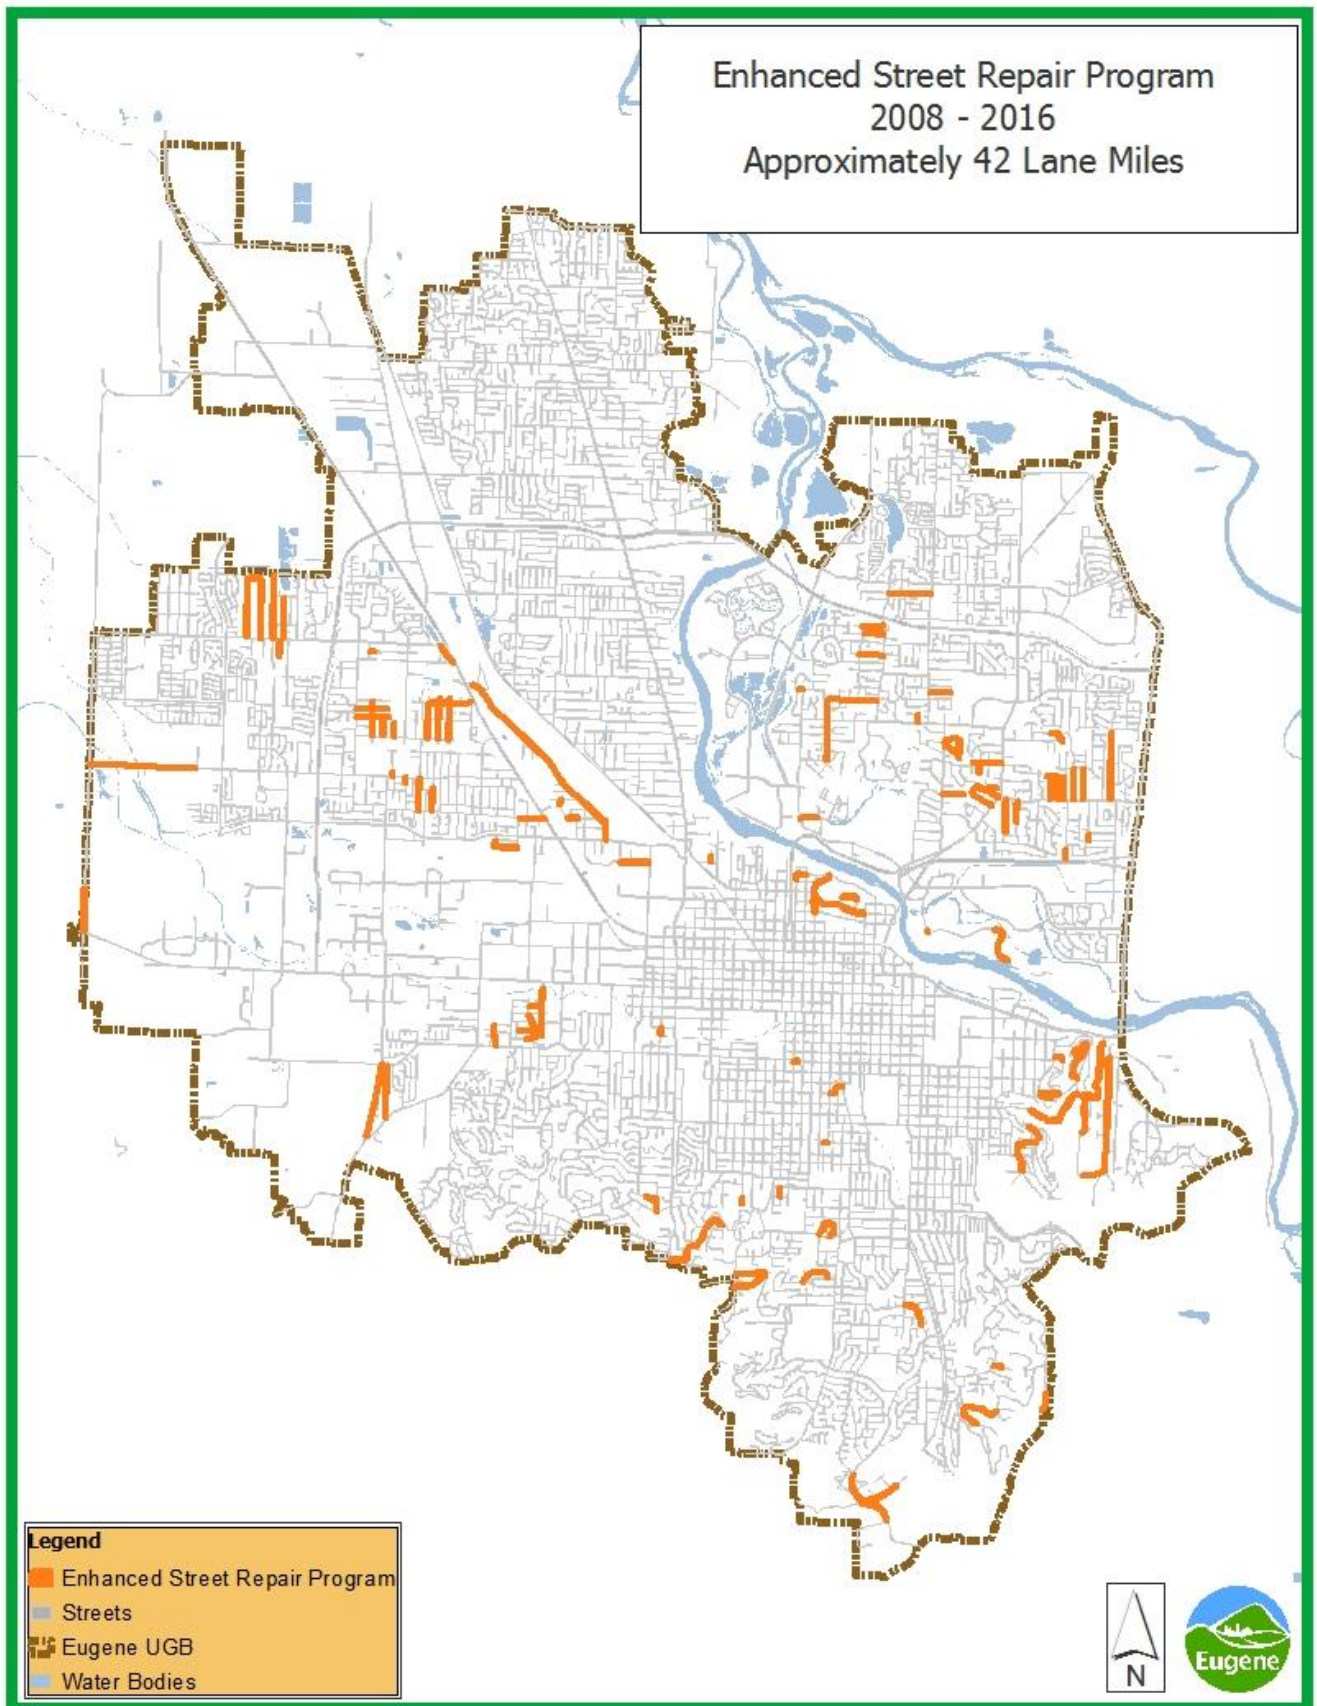 Enhanced Street Repair Program
2008 - 2016
Approximately 42 Lane Miles
Legend
Enhanced Street Repair Program
Streets
Eugene UGB
Water Bodies
N
Eugene